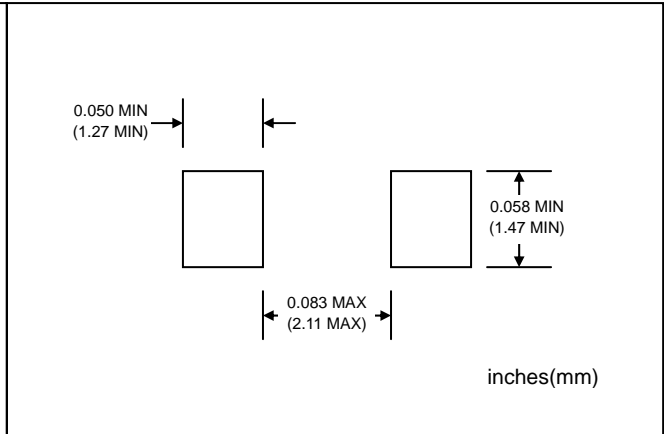 0.050 MIN
(1.27 MIN)
0.058 MIN
(1.47 MIN)
0.083 MAX
(2.11 MAX)
inches(mm)